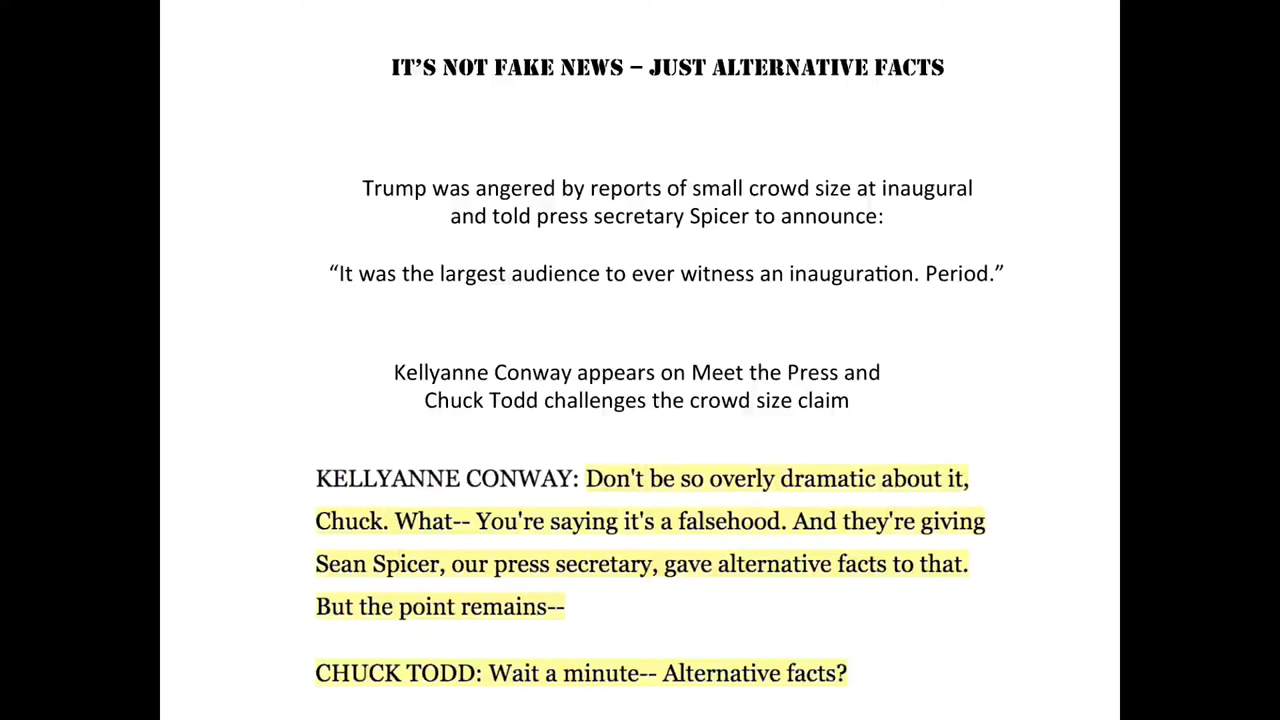 IT'S NOT FAKE NEWS – JUST ALTERNATIVE FACTS
Trump was angered by reports of small crowd size at inaugural
and told press secretary Spicer to announce:
“It was the largest audience to ever witness an inauguration. Period.”
Kellyanne Conway appears on Meet the Press and
Chuck Todd challenges the crowd size claim
KELLYANNE CONWAY: Don't be so overly dramatic about it,
Chuck. What-- You're saying it's a falsehood. And they're giving
Sean Spicer, our press secretary, gave alternative facts to that.
But the point remains--
CHUCK TODD: Wait a minute-- Alternative facts?